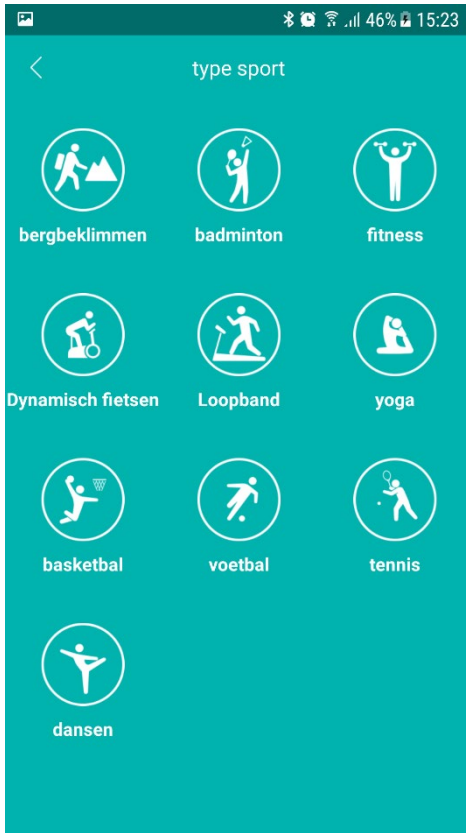 46% 15:23
type sport
bergbeklimmen badminton fitness
Dynamisch fietsen Loopband yoga
basketbal voetbal tennis
dansen